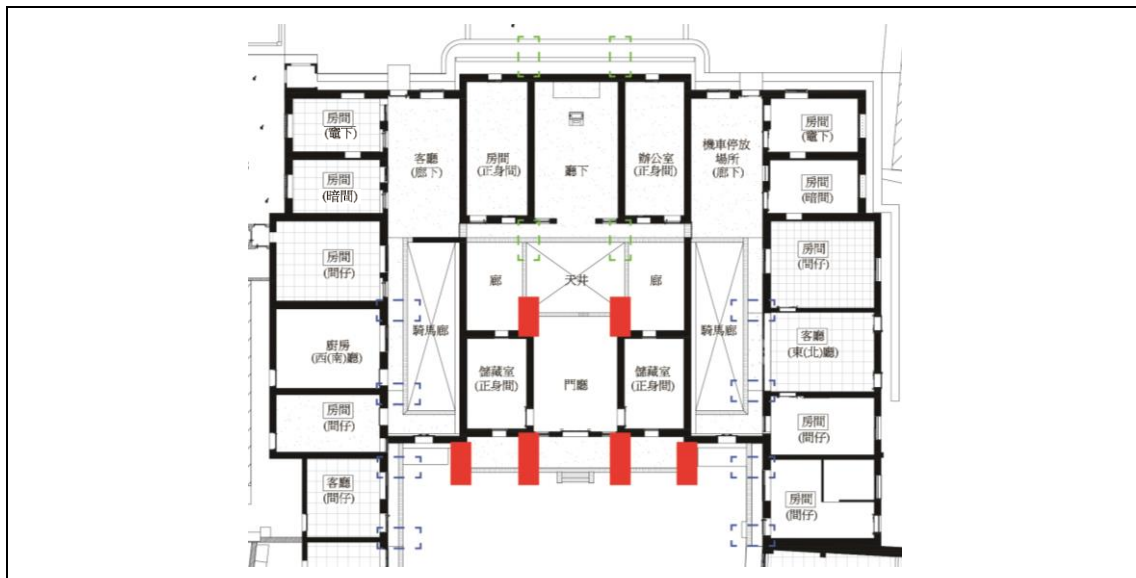 房間
(竈下)
客廳
(廊下)
房間
(正身間)
廳下
辦公室
(正身間)
機車停放
場所
(廊下)
房間
(竈下)
房間
(暗間)
房間
(暗間)
房間
(間仔)
房間
(間仔)
廊
天井
廊
廚房
(西(南)廳)
騎馬廊
騎馬廊
客廳
(東(北)廳)
儲藏室
(正身間)
門廳
儲藏室
(正身間)
房間
(間仔)
房間
(間仔)
客廳
(間仔)
房間
(間仔)